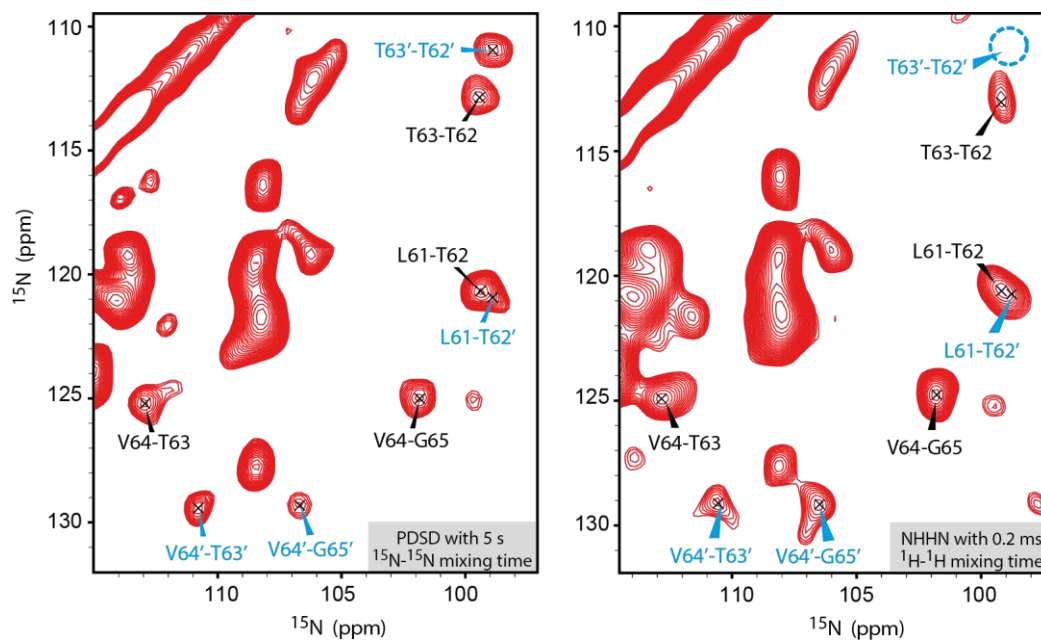 110
115
120
125
130
15N (ppm)
T63'-T62'
T63-T62
L61-T62
L61-T62'
V64-T63
V64-G65
V64'-T63'
V64'-G65'
PDSD with 5 s
15N-15N mixing time
110
105
100
15N (ppm)
110
115
120
125
130
15N (ppm)
T63'-T62'
T63-T62
L61-T62
L61-T62'
V64-T63
V64-G65
V64'-T63'
V64'-G65'
NHHN with 0.2 ms
1H-1H mixing time
110
105
100
15N (ppm)